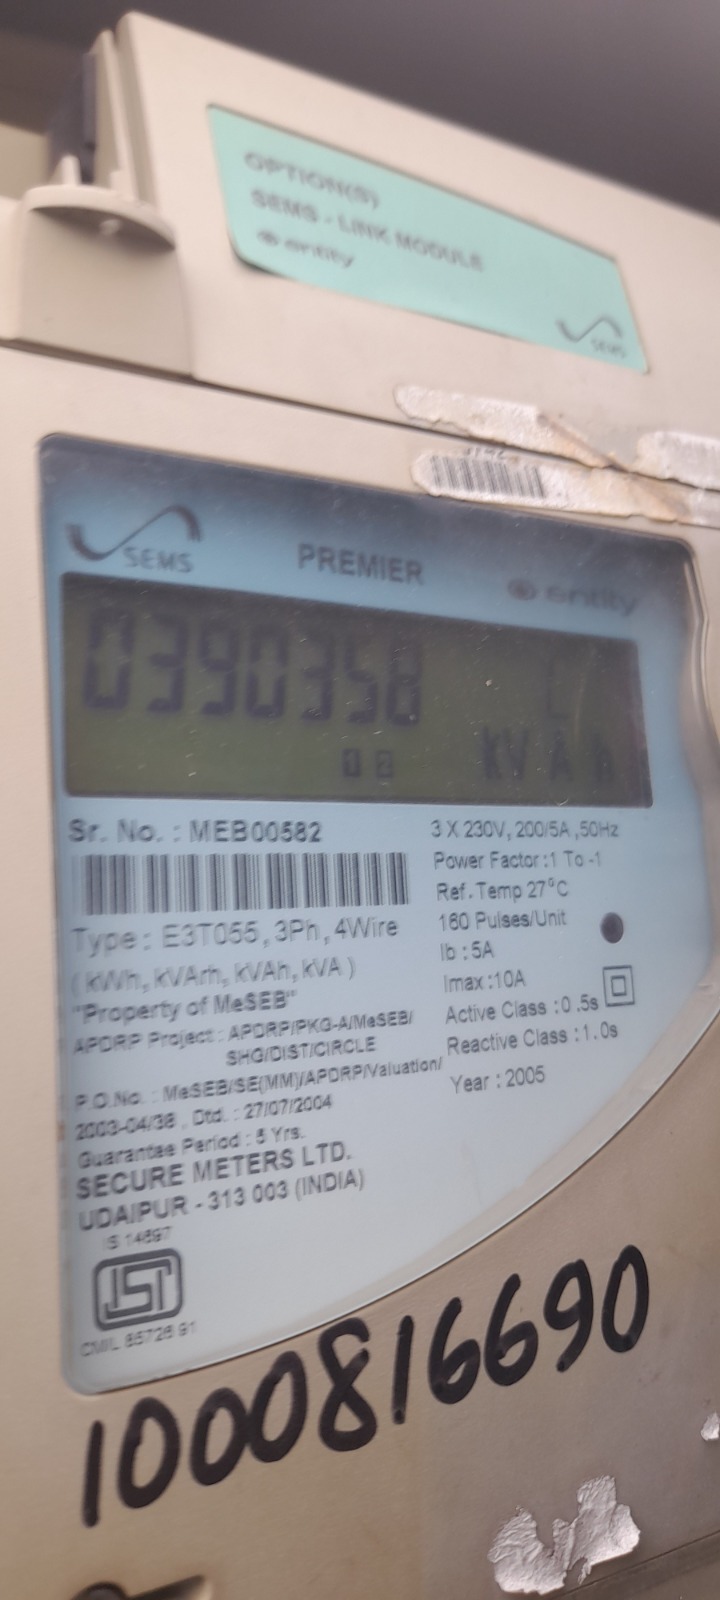 OPTION(S)
SEMS - LINK MODULE
entity
SEMS
SEMS
PREMIER
entity
0390358 L
1 2 kVAh
Sr. No. : MEB00582
Type : E3T055, 3Ph, 4Wire
( kWh, kVArh, kVAh, kVA )
"Property of MeSEB"
APDRP Project : APDRP/PKG-A/MeSEB/
SHG/DIST/CIRCLE
P.O.No. : MeSEB/SE(MM)/APDRP/Valuation/
2003-04/38 , Dtd. : 27/07/2004
Guarantee Period : 5 Yrs.
SECURE METERS LTD.
UDAIPUR - 313 003 (INDIA)
3 X 230V, 200/5A ,50Hz
Power Factor :1 To -1
Ref. Temp 27°C
160 Pulses/Unit
Ib : 5A
Imax :10A
Active Class : 0.5s
Reactive Class : 1.0s
Year : 2005
IS 14697
CM/L
1000816690